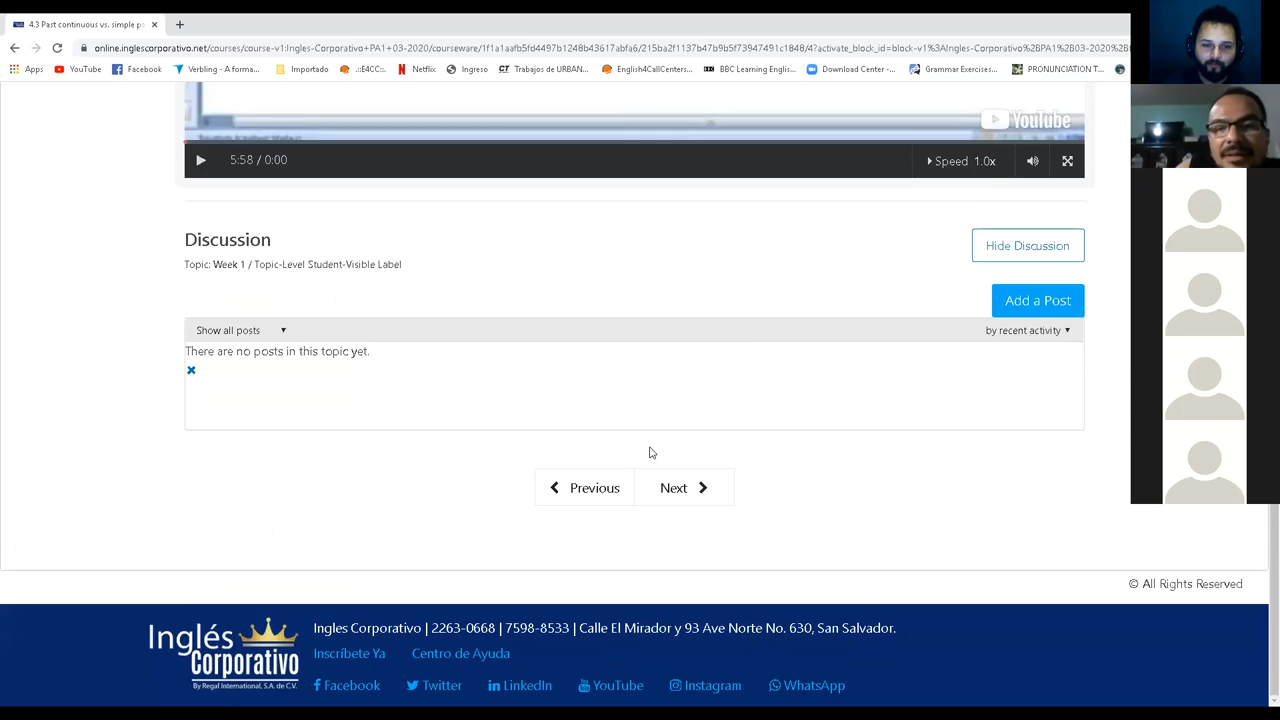 4.3 Past continuous vs. simple p
online.inglescorporativo.net/courses/course-v1:Ingles-Corporativo+PA1+03-2020/courseware/1f1a1aafb5fd4497b1248b43617abfa6/215ba2f1137b47b9b5f73947491c1848/4?activate_block_id=block-v1%3AIngles-Corporativo%2BPA1%2B03-2020%2B
Apps YouTube Facebook Verbling - A forma... Importado .::E4CC::. Netflix Ingreso Trabajos de URBAN... English4CallCenters... BBC Learning Englis... Download Center -... Grammar Exercises... PRONUNCIATION T...
YouTube
5:58 / 0:00 Speed 1.0x
Discussion
Hide Discussion
Topic: Week 1 / Topic-Level Student-Visible Label
Add a Post
Show all posts by recent activity
There are no posts in this topic yet.
Previous Next
© All Rights Reserved
Inglés Corporativo
By Regal International, S.A. de C.V.
Ingles Corporativo | 2263-0668 | 7598-8533 | Calle El Mirador y 93 Ave Norte No. 630, San Salvador.
Inscríbete Ya Centro de Ayuda
Facebook Twitter LinkedIn YouTube Instagram WhatsApp